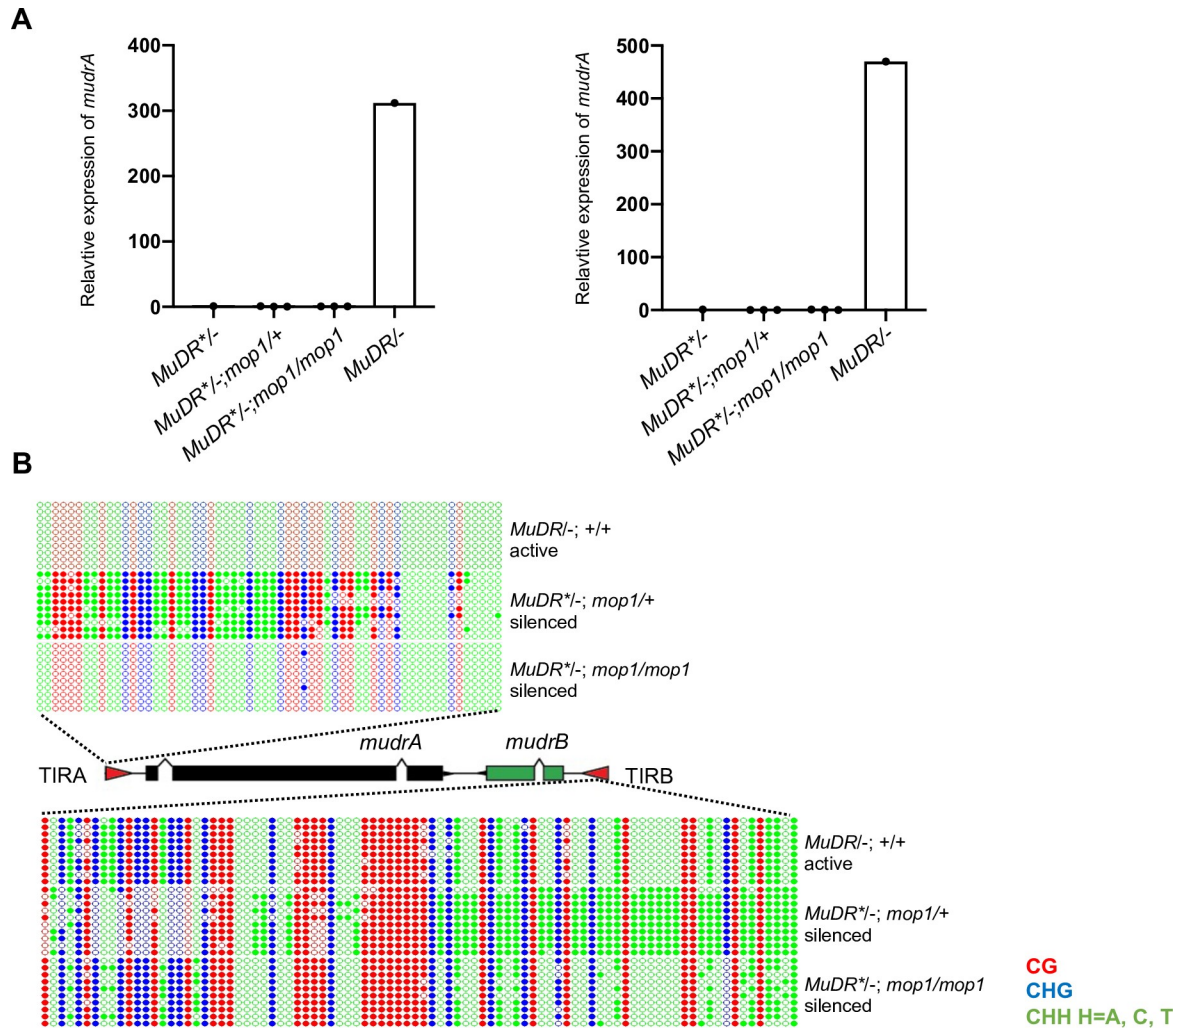 A
Relavtive expression of mudrA
400
300
200
100
0
MuDR*/-
MuDR*/-;mop1/+
MuDR*/-;mop1/mop1
MuDR/-
Relavtive expression of mudrA
500
400
300
200
100
0
MuDR*/-
MuDR*/-;mop1/+
MuDR*/-;mop1/mop1
MuDR/-
B
MuDR/-; +/+
active
MuDR*/-; mop1/+
silenced
MuDR*/-; mop1/mop1
silenced
mudrA
mudrB
TIRA
TIRB
MuDR/-; +/+
active
MuDR*/-; mop1/+
silenced
MuDR*/-; mop1/mop1
silenced
CG
CHG
CHH H=A, C, T